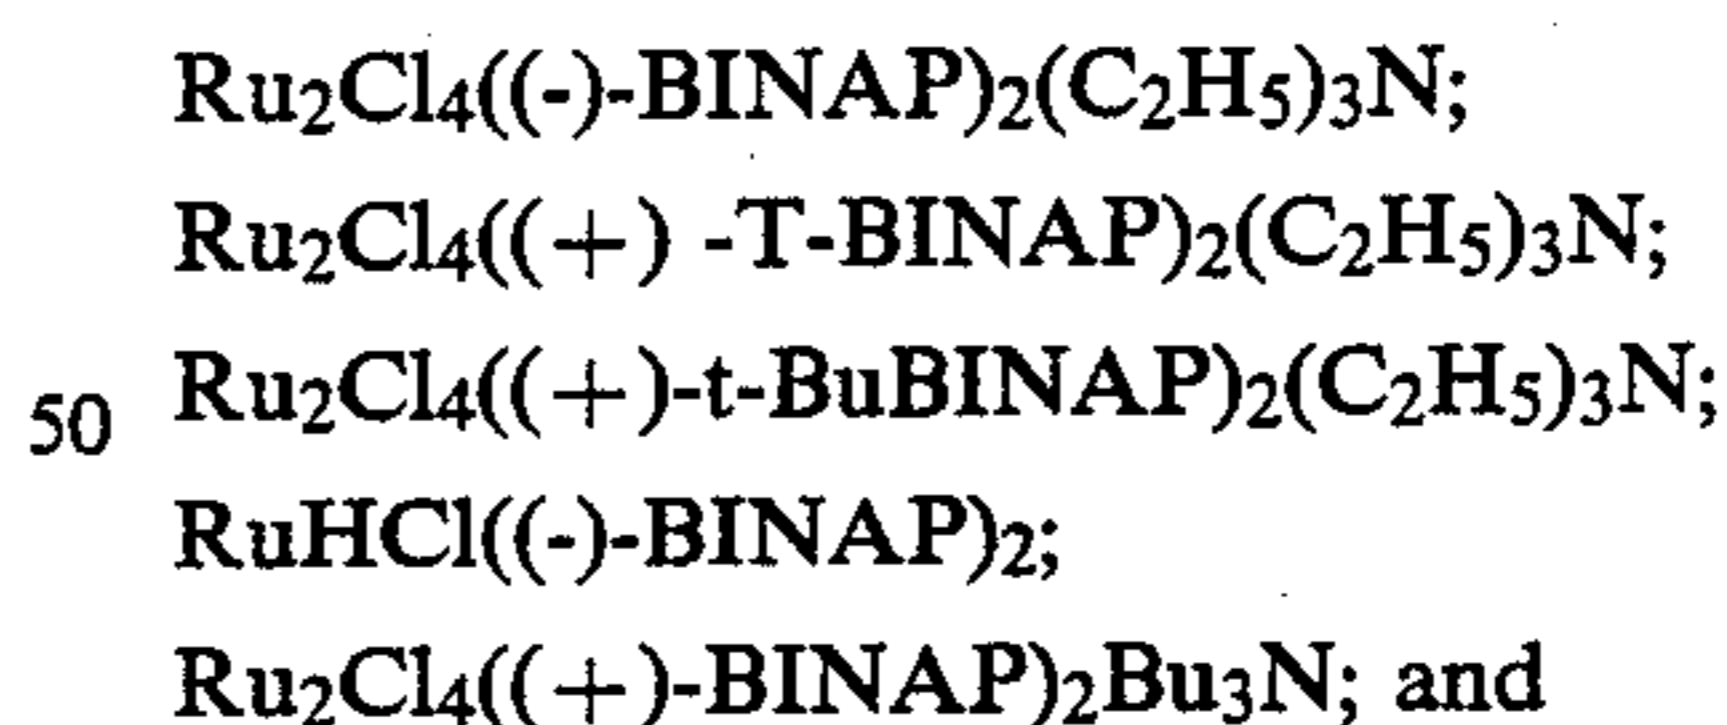 Ru2Cl4((-)-BINAP)2(C2H5)3N;
Ru2Cl4((+) -T-BINAP)2(C2H5)3N;
50 Ru2Cl4((+)-t-BuBINAP)2(C2H5)3N;
RuHCl((-)-BINAP)2;
Ru2Cl4((+)-BINAP)2Bu3N; and